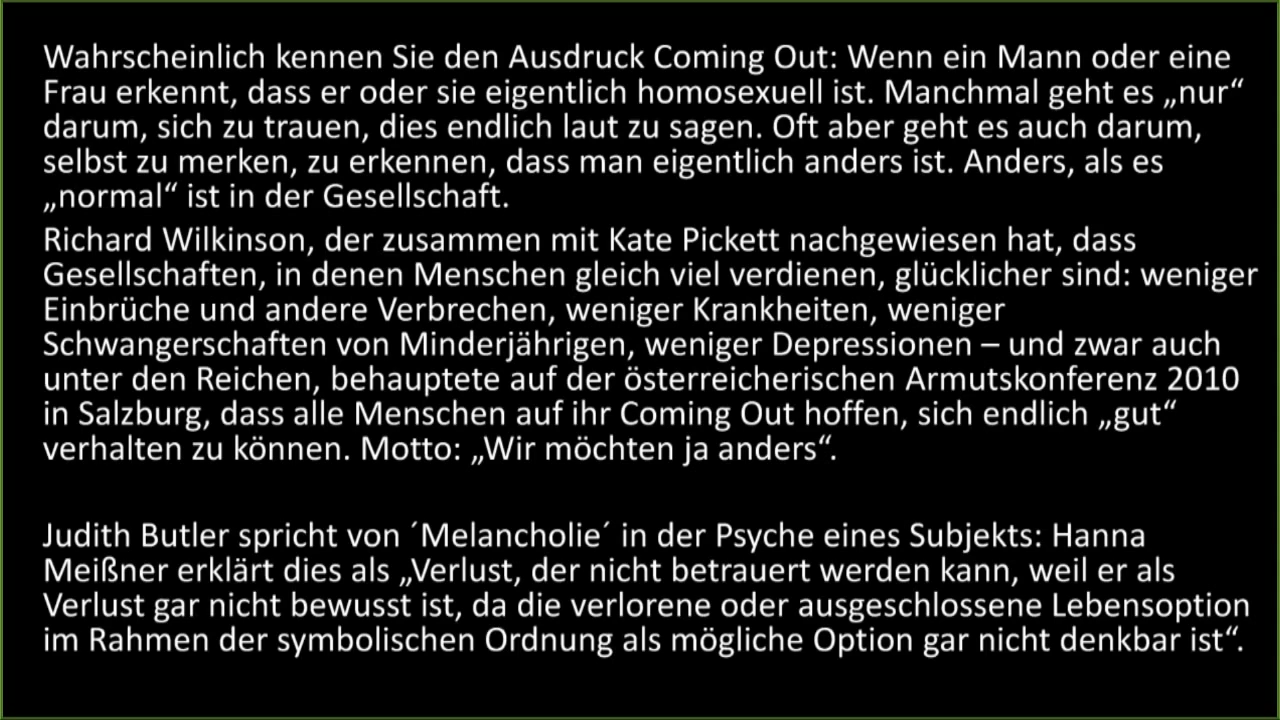 Wahrscheinlich kennen Sie den Ausdruck Coming Out: Wenn ein Mann oder eine
Frau erkennt, dass er oder sie eigentlich homosexuell ist. Manchmal geht es „nur“
darum, sich zu trauen, dies endlich laut zu sagen. Oft aber geht es auch darum,
selbst zu merken, zu erkennen, dass man eigentlich anders ist. Anders, als es
„normal“ ist in der Gesellschaft.
Richard Wilkinson, der zusammen mit Kate Pickett nachgewiesen hat, dass
Gesellschaften, in denen Menschen gleich viel verdienen, glücklicher sind: weniger
Einbrüche und andere Verbrechen, weniger Krankheiten, weniger
Schwangerschaften von Minderjährigen, weniger Depressionen – und zwar auch
unter den Reichen, behauptete auf der österreicherischen Armutskonferenz 2010
in Salzburg, dass alle Menschen auf ihr Coming Out hoffen, sich endlich „gut“
verhalten zu können. Motto: „Wir möchten ja anders“.
Judith Butler spricht von ´Melancholie´ in der Psyche eines Subjekts: Hanna
Meißner erklärt dies als „Verlust, der nicht betrauert werden kann, weil er als
Verlust gar nicht bewusst ist, da die verlorene oder ausgeschlossene Lebensoption
im Rahmen der symbolischen Ordnung als mögliche Option gar nicht denkbar ist“.